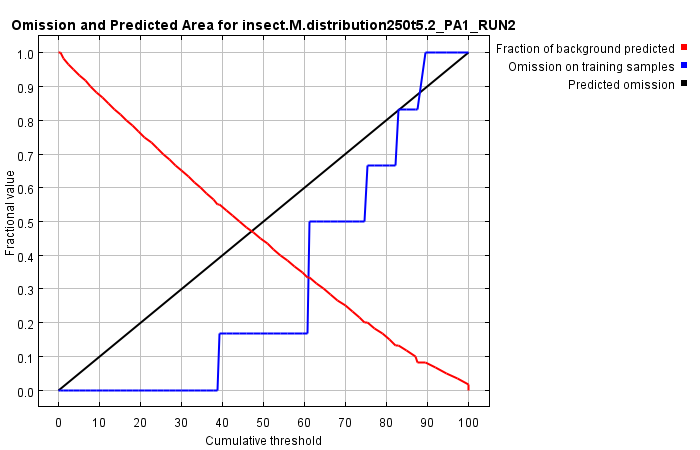 Omission and Predicted Area for insect.M.distribution250t5.2_PA1_RUN2
Fraction of background predicted
Omission on training samples
Predicted omission
Fractional value
1.0
0.9
0.8
0.7
0.6
0.5
0.4
0.3
0.2
0.1
0.0
0 10 20 30 40 50 60 70 80 90 100
Cumulative threshold